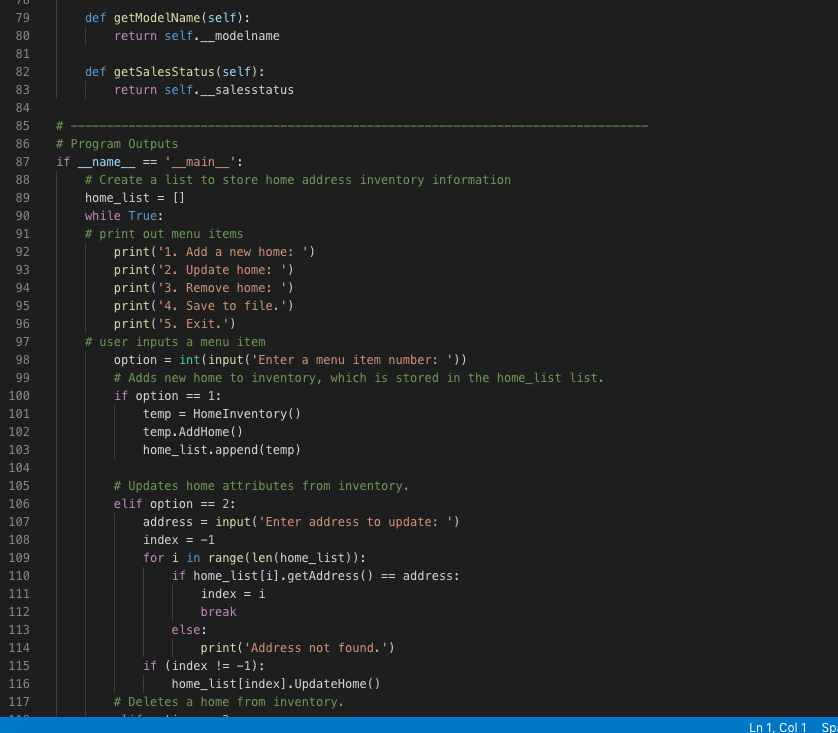 79 def getModelName(self):
80 return self.__modelname
81
82 def getSalesStatus(self):
83 return self.__salesstatus
84
85 # --------------------------------------------------------------------------------
86 # Program Outputs
87 if __name__ == '__main__':
88 # Create a list to store home address inventory information
89 home_list = []
90 while True:
91 # print out menu items
92 print('1. Add a new home: ')
93 print('2. Update home: ')
94 print('3. Remove home: ')
95 print('4. Save to file.')
96 print('5. Exit.')
97 # user inputs a menu item
98 option = int(input('Enter a menu item number: '))
99 # Adds new home to inventory, which is stored in the home_list list.
100 if option == 1:
101 temp = HomeInventory()
102 temp.AddHome()
103 home_list.append(temp)
104
105 # Updates home attributes from inventory.
106 elif option == 2:
107 address = input('Enter address to update: ')
108 index = -1
109 for i in range(len(home_list)):
110 if home_list[i].getAddress() == address:
111 index = i
112 break
113 else:
114 print('Address not found.')
115 if (index != -1):
116 home_list[index].UpdateHome()
117 # Deletes a home from inventory.
Ln 1, Col 1